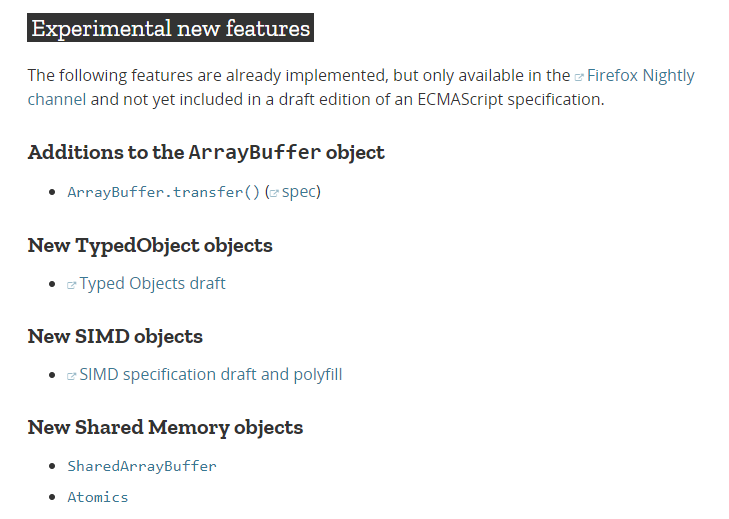 Experimental new features
The following features are already implemented, but only available in the Firefox Nightly
channel and not yet included in a draft edition of an ECMAScript specification.
Additions to the ArrayBuffer object
ArrayBuffer.transfer() (spec)
New TypedObject objects
Typed Objects draft
New SIMD objects
SIMD specification draft and polyfill
New Shared Memory objects
SharedArrayBuffer
Atomics